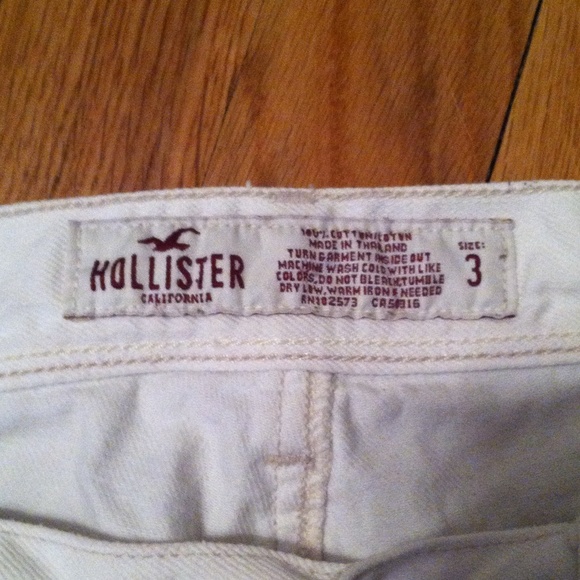 HOLLISTER
CALIFORNIA
100% COTTON/COTON
MADE IN THAILAND
TURN GARMENT INSIDE OUT
MACHINE WASH COLD WITH LIKE
COLORS, DO NOT BLEACH, TUMBLE
DRY LOW, WARM IRON IF NEEDED
RN102573
SIZE:
3